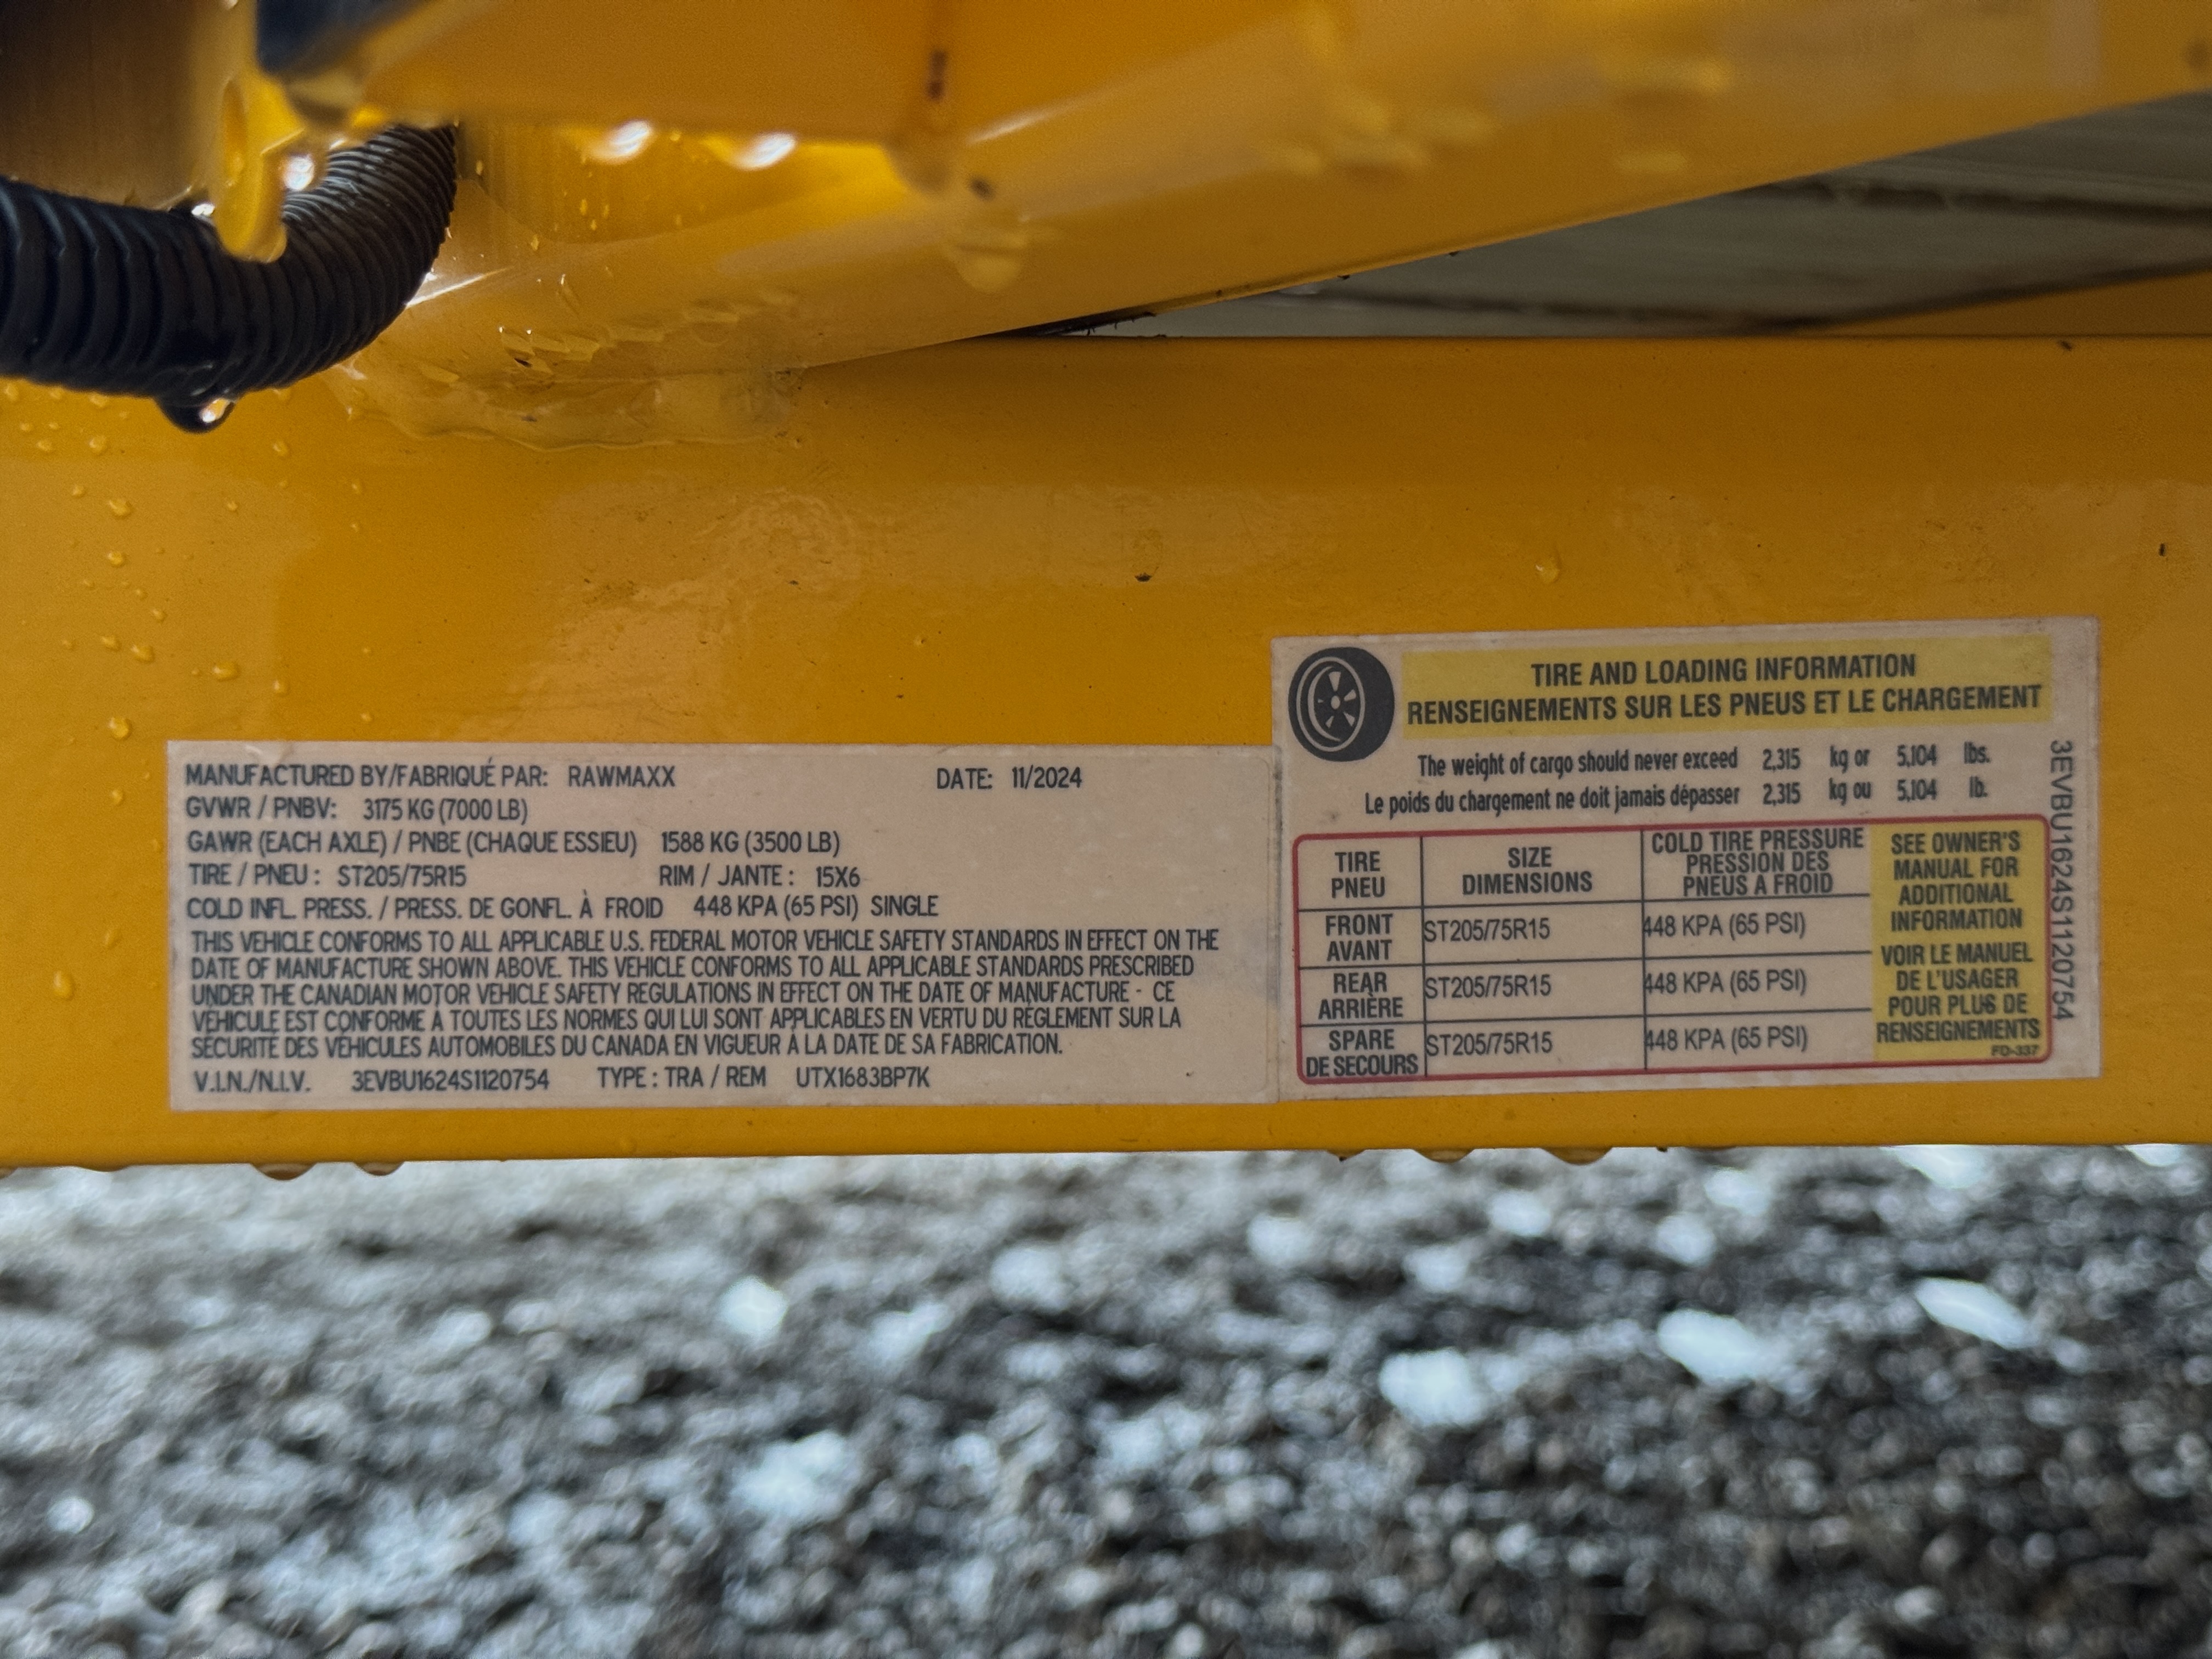 MANUFACTURED BY/FABRIQUÉ PAR: RAWMAXX DATE: 11/2024
GVWR / PNBV: 3175 KG (7000 LB)
GAWR (EACH AXLE) / PNBE (CHAQUE ESSIEU) 1588 KG (3500 LB)
TIRE / PNEU : ST205/75R15 RIM / JANTE : 15X6
COLD INFL. PRESS. / PRESS. DE GONFL. À FROID 448 KPA (65 PSI) SINGLE
THIS VEHICLE CONFORMS TO ALL APPLICABLE U.S. FEDERAL MOTOR VEHICLE SAFETY STANDARDS IN EFFECT ON THE
DATE OF MANUFACTURE SHOWN ABOVE. THIS VEHICLE CONFORMS TO ALL APPLICABLE STANDARDS PRESCRIBED
UNDER THE CANADIAN MOTOR VEHICLE SAFETY REGULATIONS IN EFFECT ON THE DATE OF MANUFACTURE - CE
VÉHICULE EST CONFORME À TOUTES LES NORMES QUI LUI SONT APPLICABLES EN VERTU DU RÈGLEMENT SUR LA
SÉCURITÉ DES VÉHICULES AUTOMOBILES DU CANADA EN VIGUEUR À LA DATE DE SA FABRICATION.
V.I.N./N.I.V. 3EVBU1624S1120754 TYPE : TRA / REM UTX1683BP7K
TIRE AND LOADING INFORMATION
RENSEIGNEMENTS SUR LES PNEUS ET LE CHARGEMENT
The weight of cargo should never exceed 2,315 kg or 5,104 lbs.
Le poids du chargement ne doit jamais dépasser 2,315 kg ou 5,104 lb.
TIRE
PNEU
SIZE
DIMENSIONS
COLD TIRE PRESSURE
PRESSION DES
PNEUS A FROID
FRONT
AVANT
ST205/75R15
448 KPA (65 PSI)
REAR
ARRIÈRE
ST205/75R15
448 KPA (65 PSI)
SPARE
DE SECOURS
ST205/75R15
448 KPA (65 PSI)
SEE OWNER'S
MANUAL FOR
ADDITIONAL
INFORMATION
VOIR LE MANUEL
DE L'USAGER
POUR PLUS DE
RENSEIGNEMENTS
FD-337
3EVBU1624S1120754